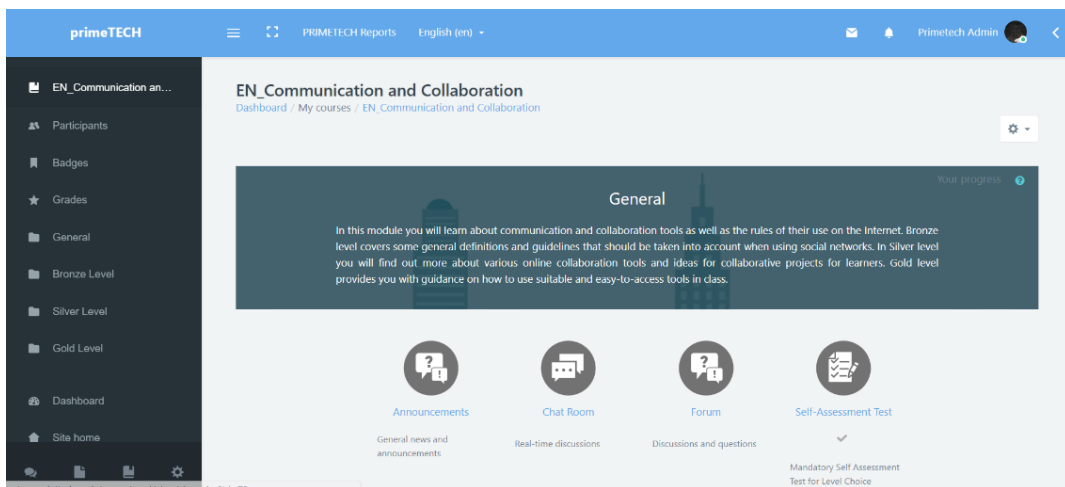 primeTECH
PRIMETECH Reports
English (en)
Primetech Admin
EN_Communication an...
Participants
Badges
Grades
General
Bronze Level
Silver Level
Gold Level
Dashboard
Site home
EN_Communication and Collaboration
Dashboard / My courses / EN_Communication and Collaboration
Your progress
General
In this module you will learn about communication and collaboration tools as well as the rules of their use on the Internet. Bronze
level covers some general definitions and guidelines that should be taken into account when using social networks. In Silver level
you will find out more about various online collaboration tools and ideas for collaborative projects for learners. Gold level
provides you with guidance on how to use suitable and easy-to-access tools in class.
Announcements
General news and
announcements
Chat Room
Real-time discussions
Forum
Discussions and questions
Self-Assessment Test
Mandatory Self Assessment
Test for Level Choice